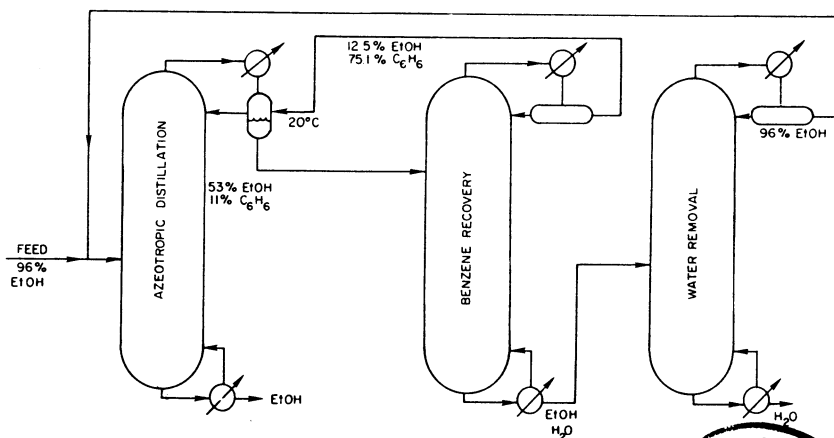 12.5% EtOH
75.1% C₆H₆
20°C
96% EtOH
53% EtOH
11% C₆H₆
AZEOTROPIC DISTILLATION
BENZENE RECOVERY
WATER REMOVAL
FEED
96%
EtOH
EtOH
EtOH
H₂O
H₂O